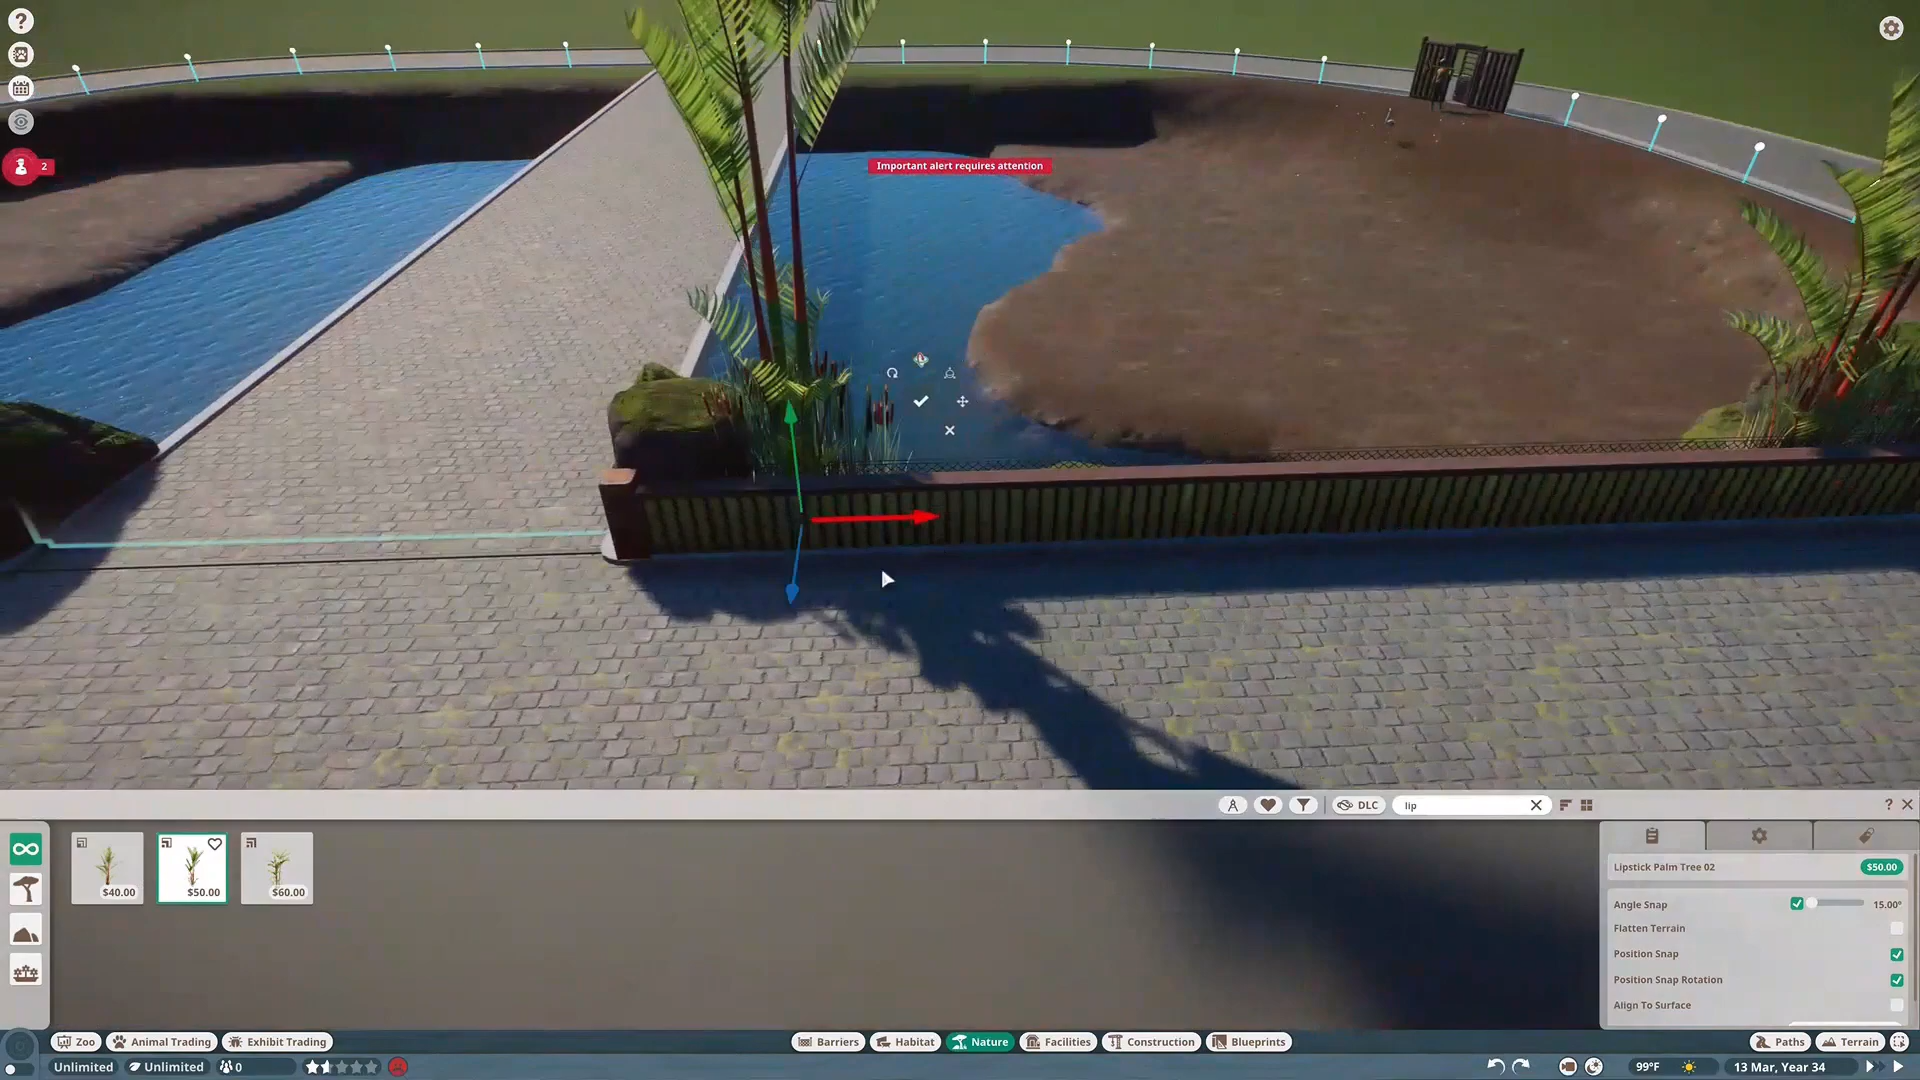 2
Important alert requires attention
DLC
lip
?
$40.00
$50.00
$60.00
Lipstick Palm Tree 02
$50.00
Angle Snap
15.00°
Flatten Terrain
Position Snap
Position Snap Rotation
Align To Surface
Zoo
Animal Trading
Exhibit Trading
Barriers
Habitat
Nature
Facilities
Construction
Blueprints
Paths
Terrain
Unlimited
Unlimited
0
99°F
13 Mar, Year 34